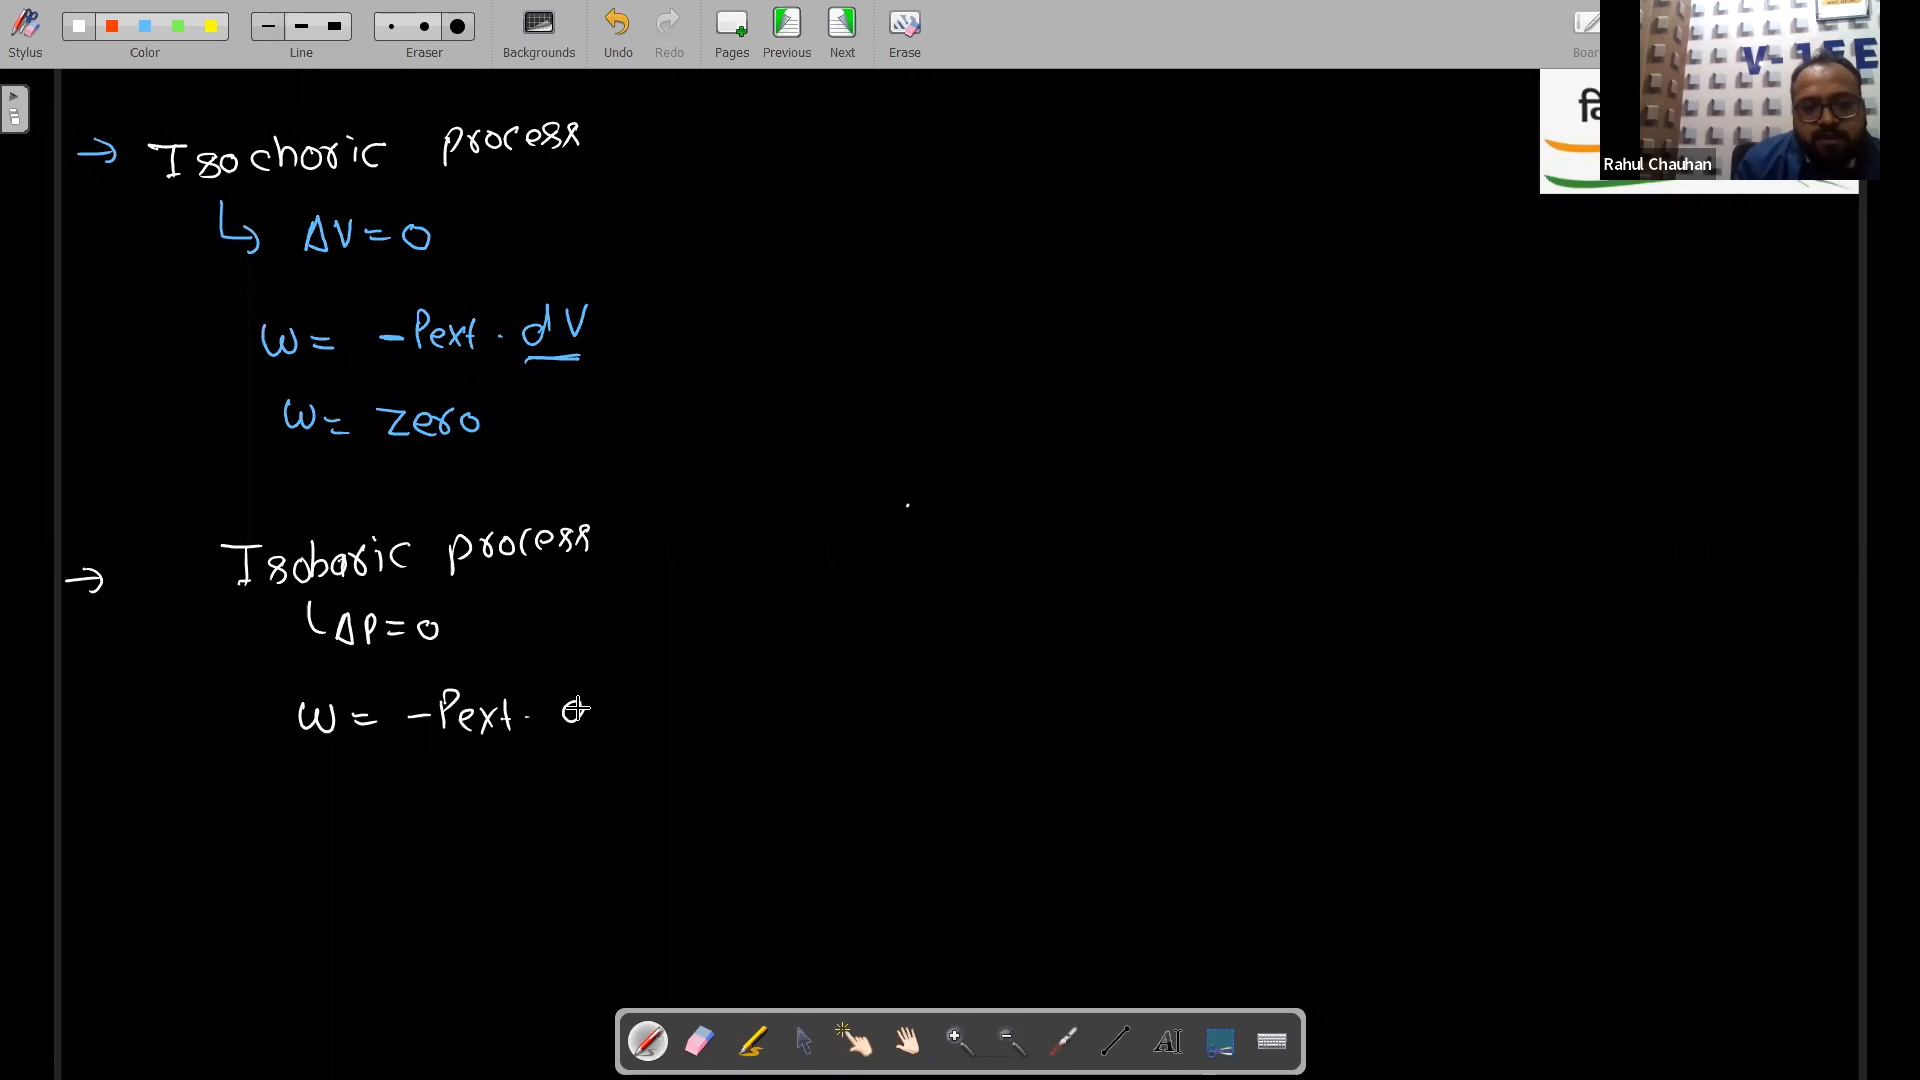 Stylus
Color
Line
Eraser
Backgrounds
Undo
Redo
Pages
Previous
Next
Erase
V-JEE
Rahul Chauhan
→ Isochoric process
↳ ΔV = 0
W = -Pext . dV
W = Zero
→ Isobaric process
ΔP = 0
W = -Pext .